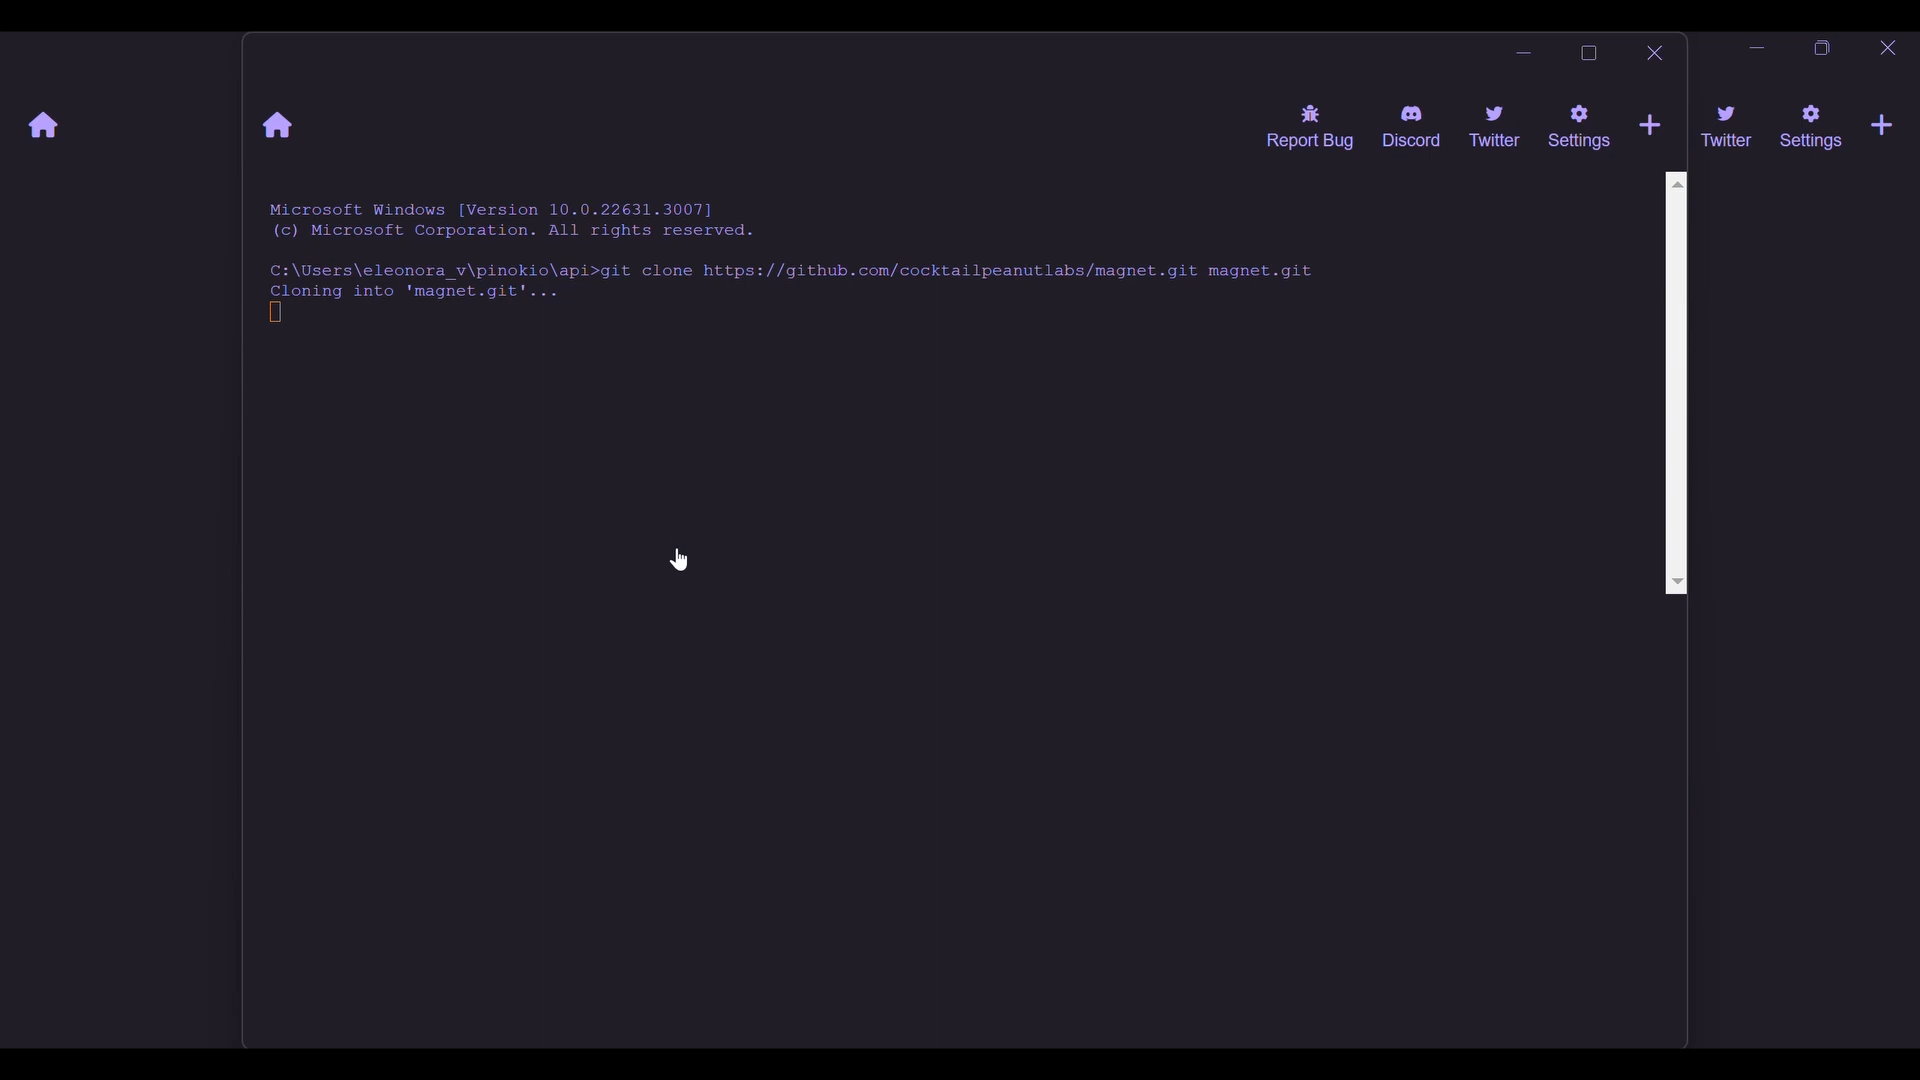 Report Bug
Discord
Twitter
Settings
Twitter
Settings
Microsoft Windows [Version 10.0.22631.3007]
(c) Microsoft Corporation. All rights reserved.
C:\Users\eleonora_v\pinokio\api>git clone https://github.com/cocktailpeanutlabs/magnet.git magnet.git
Cloning into 'magnet.git'...